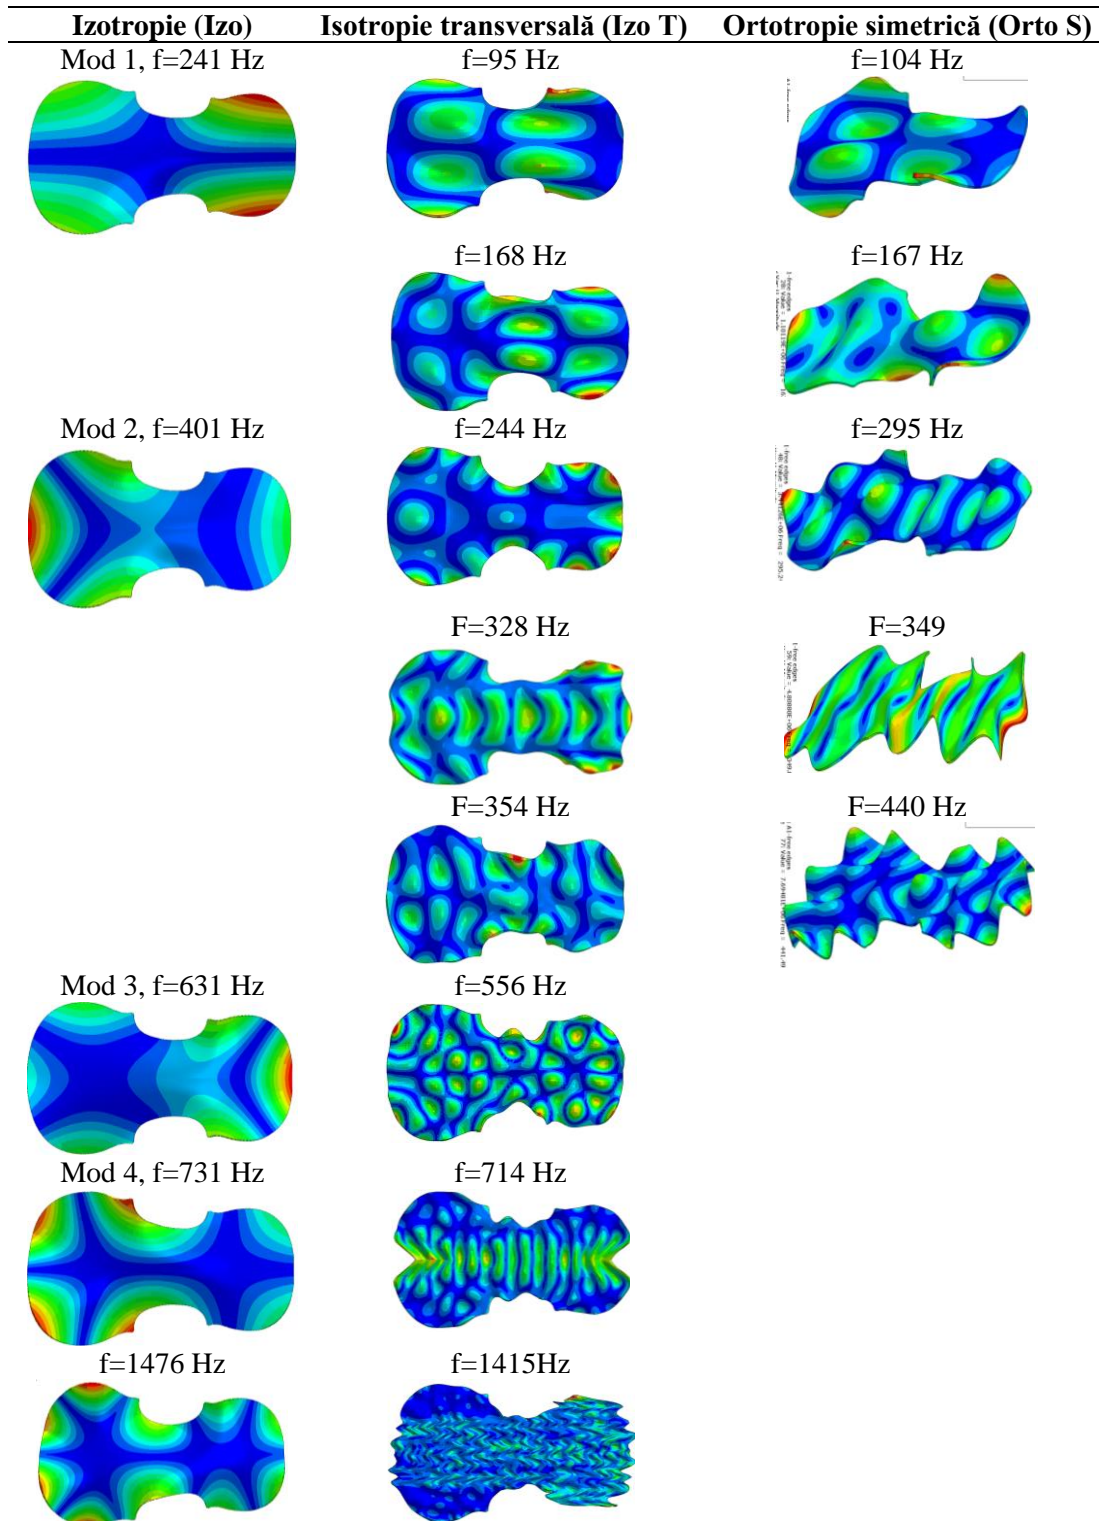 Izotropie (Izo) Isotropie transversală (Izo T) Ortotropie simetrică (Orto S)
Mod 1, f=241 Hz f=95 Hz f=104 Hz
f=168 Hz f=167 Hz
Mod 2, f=401 Hz f=244 Hz f=295 Hz
F=328 Hz F=349
F=354 Hz F=440 Hz
Mod 3, f=631 Hz f=556 Hz
Mod 4, f=731 Hz f=714 Hz
f=1476 Hz f=1415Hz